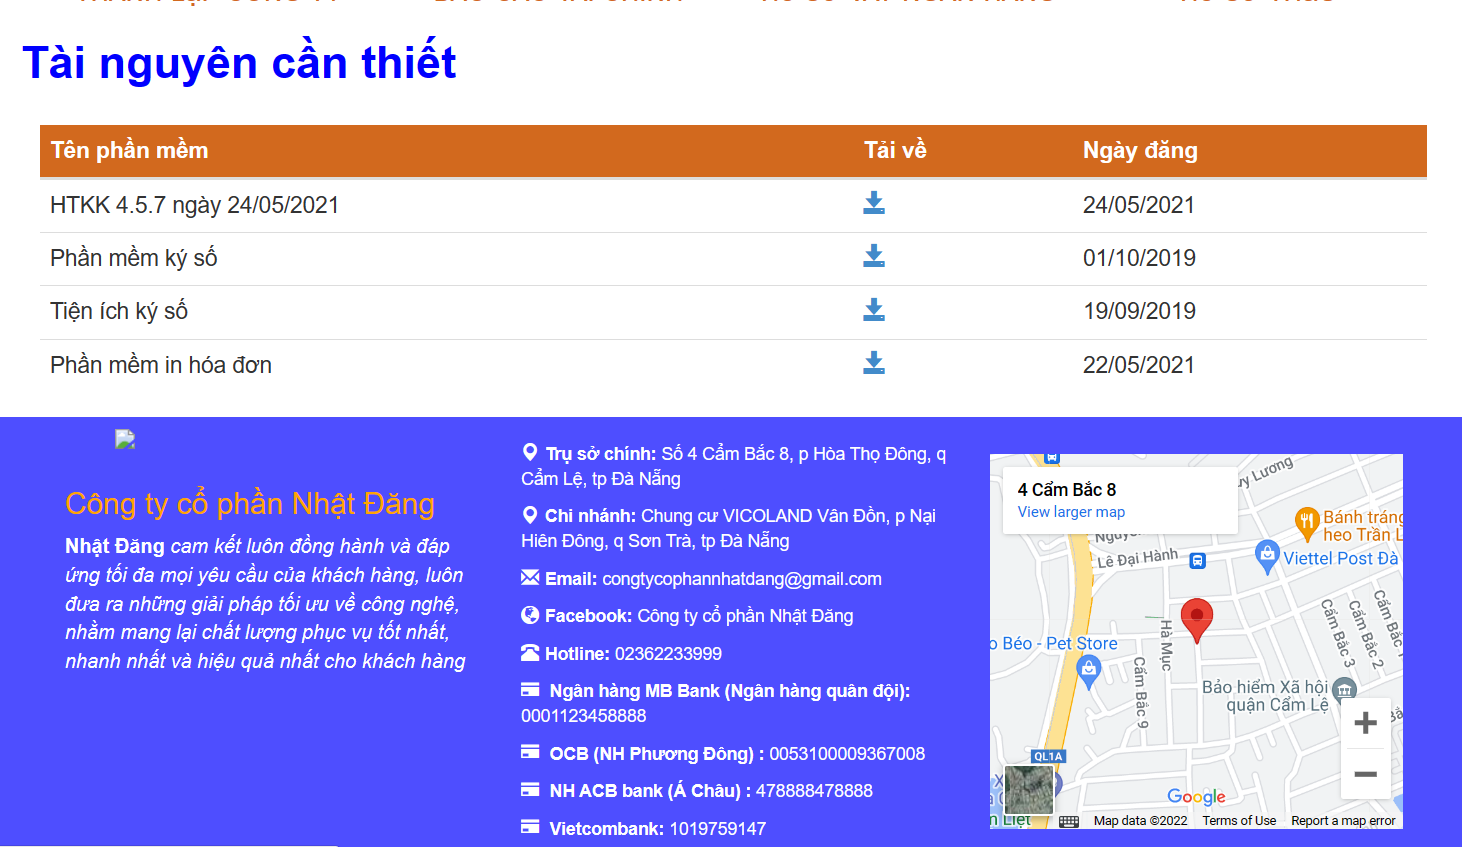 Tài nguyên cần thiết
Tên phần mềm Tải về Ngày đăng
HTKK 4.5.7 ngày 24/05/2021 24/05/2021
Phần mềm ký số 01/10/2019
Tiện ích ký số 19/09/2019
Phần mềm in hóa đơn 22/05/2021
Công ty cổ phần Nhật Đăng
Nhật Đăng cam kết luôn đồng hành và đáp
ứng tối đa mọi yêu cầu của khách hàng, luôn
đưa ra những giải pháp tối ưu về công nghệ,
nhằm mang lại chất lượng phục vụ tốt nhất,
nhanh nhất và hiệu quả nhất cho khách hàng
Trụ sở chính: Số 4 Cẩm Bắc 8, p Hòa Thọ Đông, q
Cẩm Lệ, tp Đà Nẵng
Chi nhánh: Chung cư VICOLAND Vân Đồn, p Nại
Hiên Đông, q Sơn Trà, tp Đà Nẵng
Email: congtycophannhatdang@gmail.com
Facebook: Công ty cổ phần Nhật Đăng
Hotline: 02362233999
Ngân hàng MB Bank (Ngân hàng quân đội):
0001123458888
OCB (NH Phương Đông) : 0053100009367008
NH ACB bank (Á Châu) : 478888478888
Vietcombank: 1019759147
4 Cẩm Bắc 8
View larger map
Lương
Bánh tráng
heo Trần
Lê Đại Hành
Viettel Post Đà
Hà Mục
Béo - Pet Store
Cẩm Bắc 3
Cẩm Bắc 2
Cẩm Bắc
Cẩm Bắc 9
Bảo hiểm Xã hội
quận Cẩm Lệ
QL1A
Google
Liệt
Map data ©2022 Terms of Use Report a map error